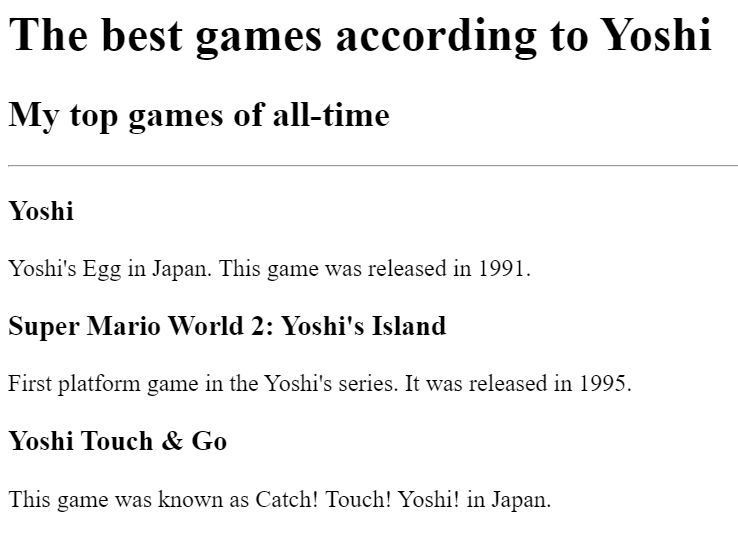 The best games according to Yoshi
My top games of all-time
Yoshi
Yoshi's Egg in Japan. This game was released in 1991.
Super Mario World 2: Yoshi's Island
First platform game in the Yoshi's series. It was released in 1995.
Yoshi Touch & Go
This game was known as Catch! Touch! Yoshi! in Japan.